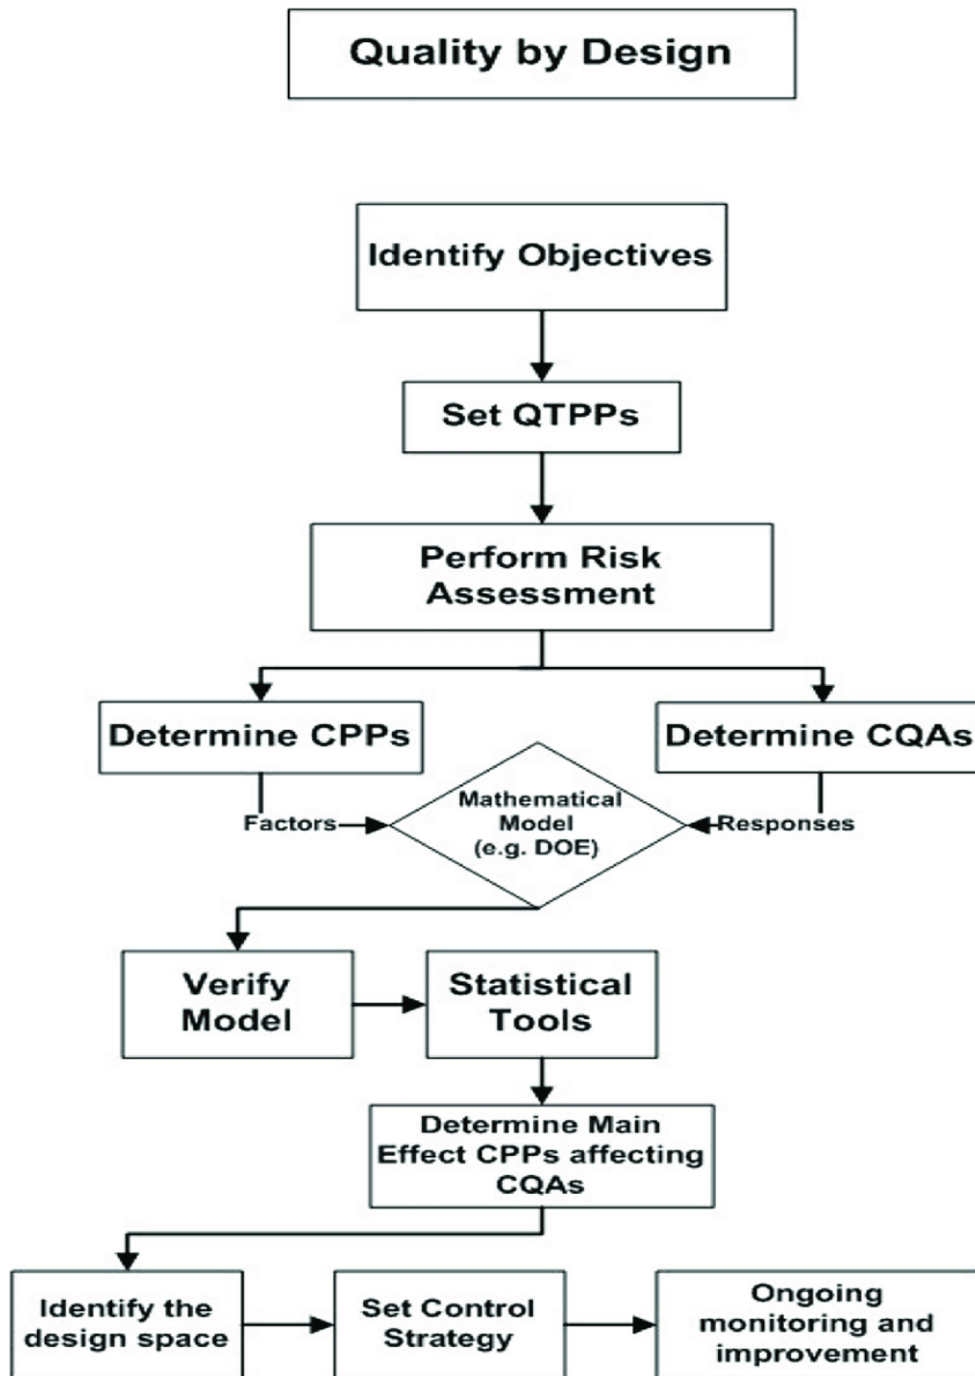 Quality by Design
Identify Objectives
Set QTPPs
Perform Risk
Assessment
Determine CPPs
Determine CQAs
Mathematical
Model
(e.g. DOE)
Factors
Responses
Verify
Model
Statistical
Tools
Determine Main
Effect CPPs affecting
CQAs
Identify the
design space
Set Control
Strategy
Ongoing
monitoring and
improvement